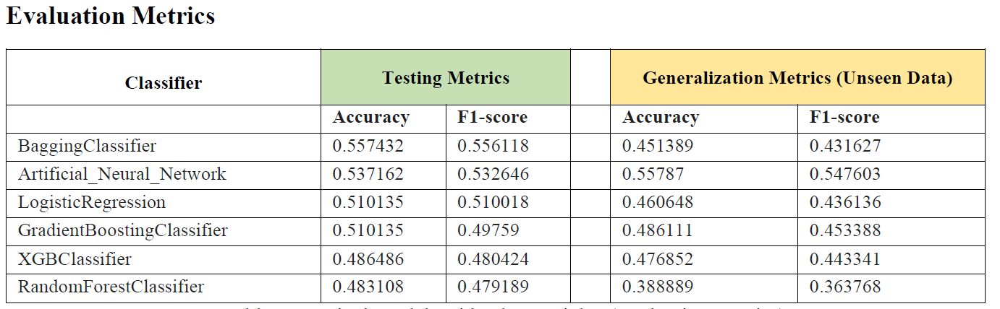 Evaluation Metrics
Classifier Testing Metrics Generalization Metrics (Unseen Data)
Accuracy F1-score Accuracy F1-score
BaggingClassifier 0.557432 0.556118 0.451389 0.431627
Artificial_Neural_Network 0.537162 0.532646 0.55787 0.547603
LogisticRegression 0.510135 0.510018 0.460648 0.436136
GradientBoostingClassifier 0.510135 0.49759 0.486111 0.453388
XGBClassifier 0.486486 0.480424 0.476852 0.443341
RandomForestClassifier 0.483108 0.479189 0.388889 0.363768